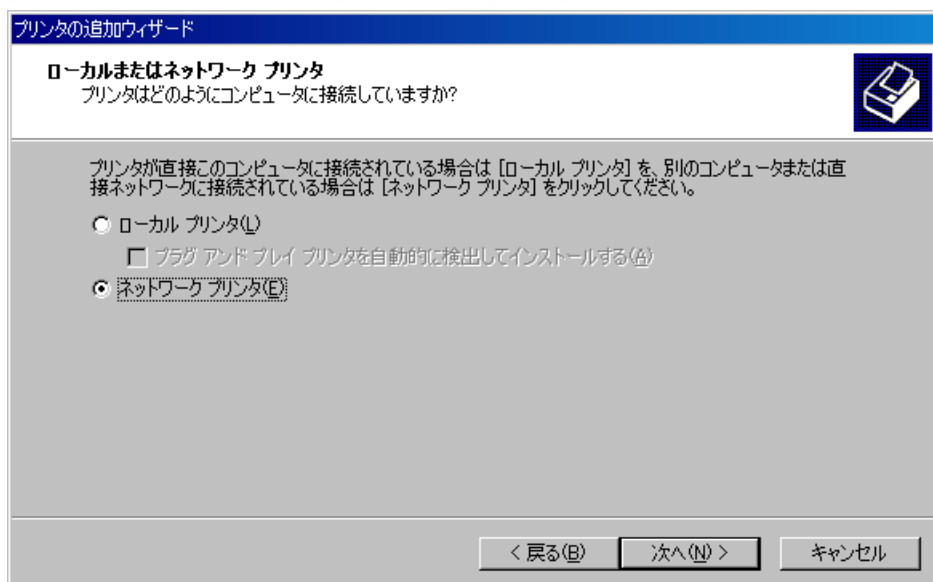 プリンタの追加ウィザード
ローカルまたはネットワーク プリンタ
プリンタはどのようにコンピュータに接続していますか?
プリンタが直接このコンピュータに接続されている場合は [ローカル プリンタ] を、別のコンピュータまたは直
接ネットワークに接続されている場合は [ネットワーク プリンタ] をクリックしてください。
ローカル プリンタ(L)
プラグ アンド プレイ プリンタを自動的に検出してインストールする(A)
ネットワーク プリンタ(E)
< 戻る(B) 次へ(N) > キャンセル